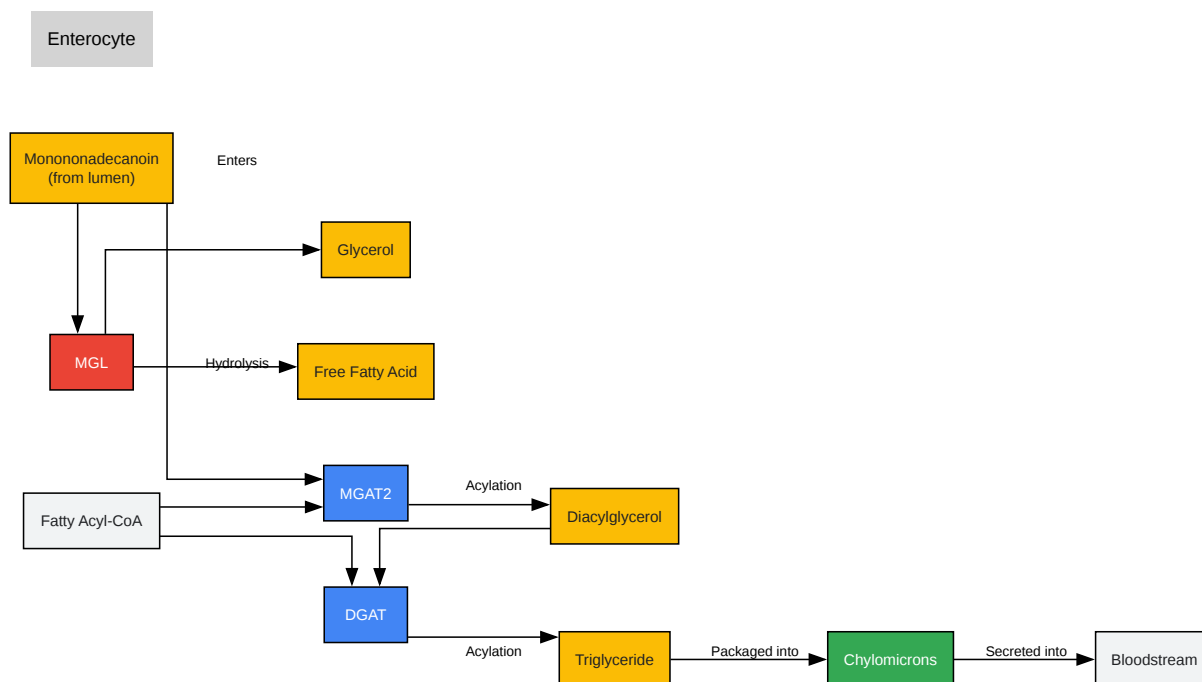 Enterocyte
Monononadecanoin
(from lumen)
Enters
Glycerol
MGL
Hydrolysis
Free Fatty Acid
MGAT2
Acylation
Fatty Acyl-CoA
Diacylglycerol
DGAT
Acylation
Triglyceride
Packaged into
Chylomicrons
Secreted into
Bloodstream